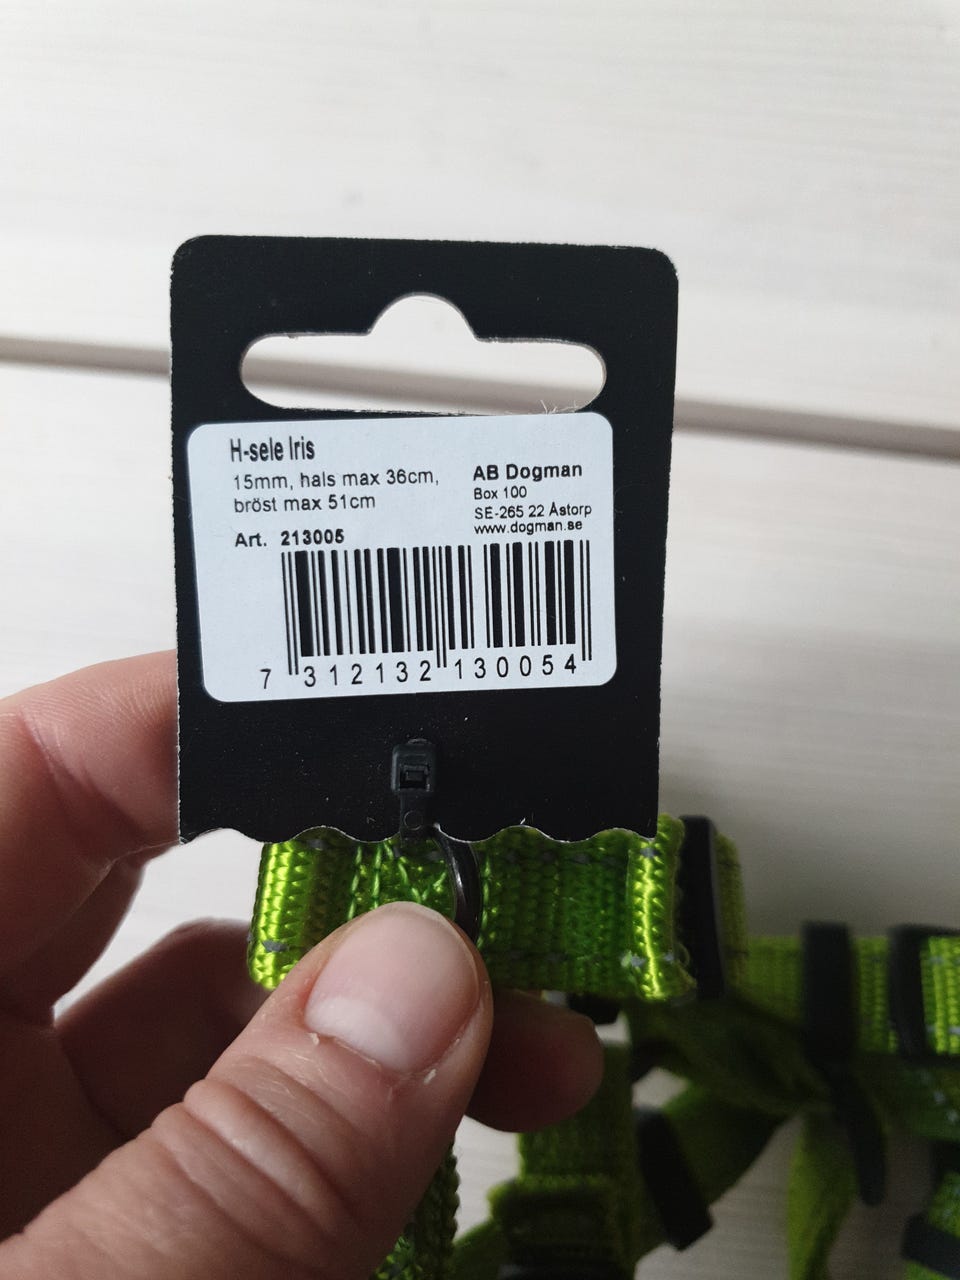 H-sele Iris
15mm, hals max 36cm,
bröst max 51cm
AB Dogman
Box 100
SE-265 22 Åstorp
www.dogman.se
Art. 213005
7 312132 130054